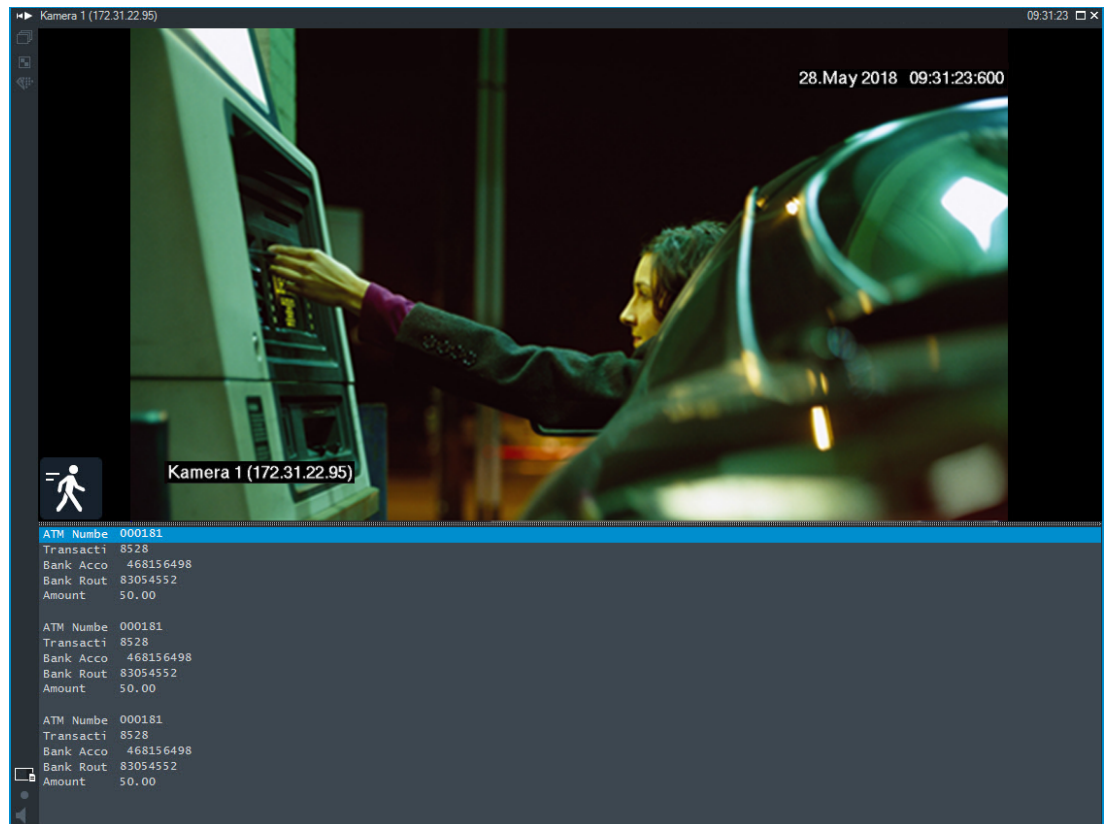 Kamera 1 (172.31.22.95)
09:31:23
28.May 2018 09:31:23:600
Kamera 1 (172.31.22.95)
ATM Numbe 000181
Transacti 8528
Bank Acco 468156498
Bank Rout 83054552
Amount 50.00
ATM Numbe 000181
Transacti 8528
Bank Acco 468156498
Bank Rout 83054552
Amount 50.00
ATM Numbe 000181
Transacti 8528
Bank Acco 468156498
Bank Rout 83054552
Amount 50.00